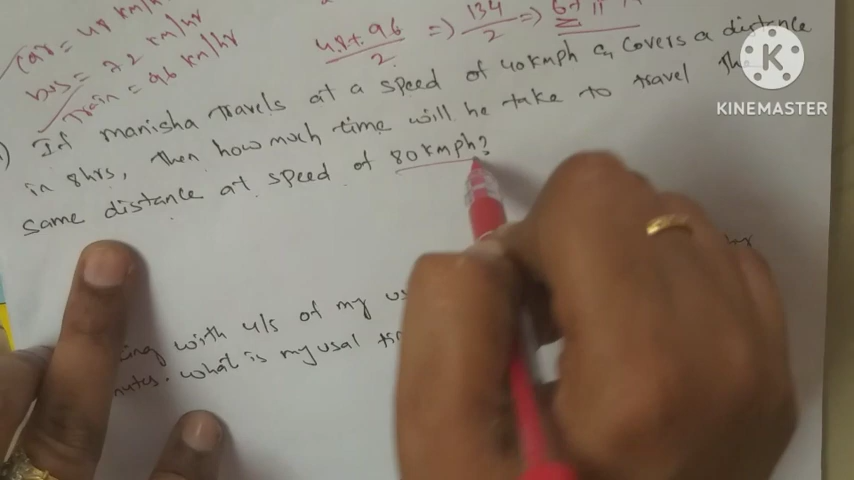 Car = 48 km/hr
bus = 72 km/hr
Train = 96 km/hr
48+96/2 => 134/2 =>
If manisha Travels at a speed of 40kmph & Covers a distance
in 8hrs, Then how much time will he take to travel The
Same distance at speed of 80kmph?
with 4/5 of my
what is my usal
K
KINEMASTER